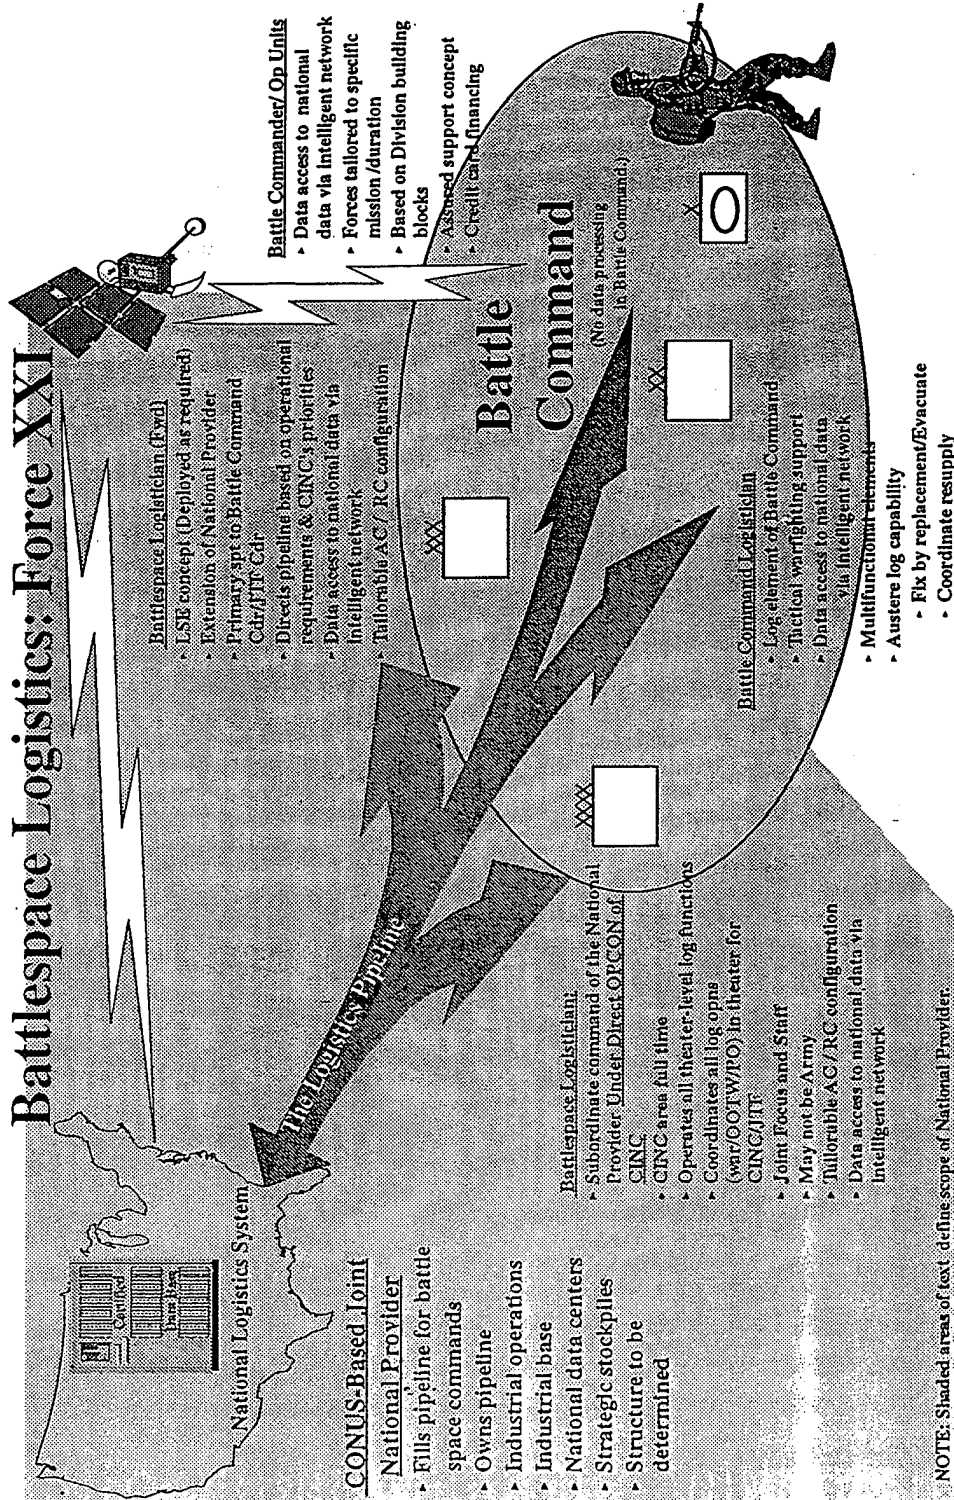 Battlespace Logistics: Force XXI
Certified
Data Base
National Logistics System
CONUS-Based Joint
National Provider
▸ Fills pipeline for battle
space commands
▸ Owns pipeline
▸ Industrial operations
▸ Industrial base
▸ National data centers
▸ Strategic stockpiles
▸ Structure to be
determined
The Logistics Pipeline
Battlespace Logistician:
▸ Subordinate command of the National
Provider Under Direct OPCON of
CINC
▸ CINC area full time
▸ Operates all theater-level log functions
▸ Coordinates all log opns
(war/OOTW/PO) in theater for
CINC/JTF
▸ Joint Focus and Staff
▸ May not be Army
▸ Tailorable AC/RC configuration
▸ Data access to national data via
Intelligent network
Battlespace Logistician (Fwd)
▸ LSE concept (Deployed as required)
▸ Extension of National Provider
▸ Primary spt to Battle Command
Cdr/JTF Cdr
▸ Directs pipeline based on operational
requirements & CINC's priorities
▸ Data access to national data via
Intelligent network
▸ Tailorable AC / RC configuration
Battle Commander/ Op Units
▸ Data access to national
data via intelligent network
▸ Forces tailored to specific
mission /duration
▸ Based on Division building
blocks
▸ Assured support concept
▸ Credit card financing
Battle
Command
(No data processing
in Battle Commands)
XXX
XXXX
XX
X
Battle Command Logistician
▸ Log element of Battle Command
▸ Tactical warfighting support
▸ Data access to national data
via intelligent network
▸ Multifunctional elements
▸ Austere log capability
▸ Fix by replacement/Evacuate
▸ Coordinate resupply
NOTE: Shaded areas of text define scope of National Provider.